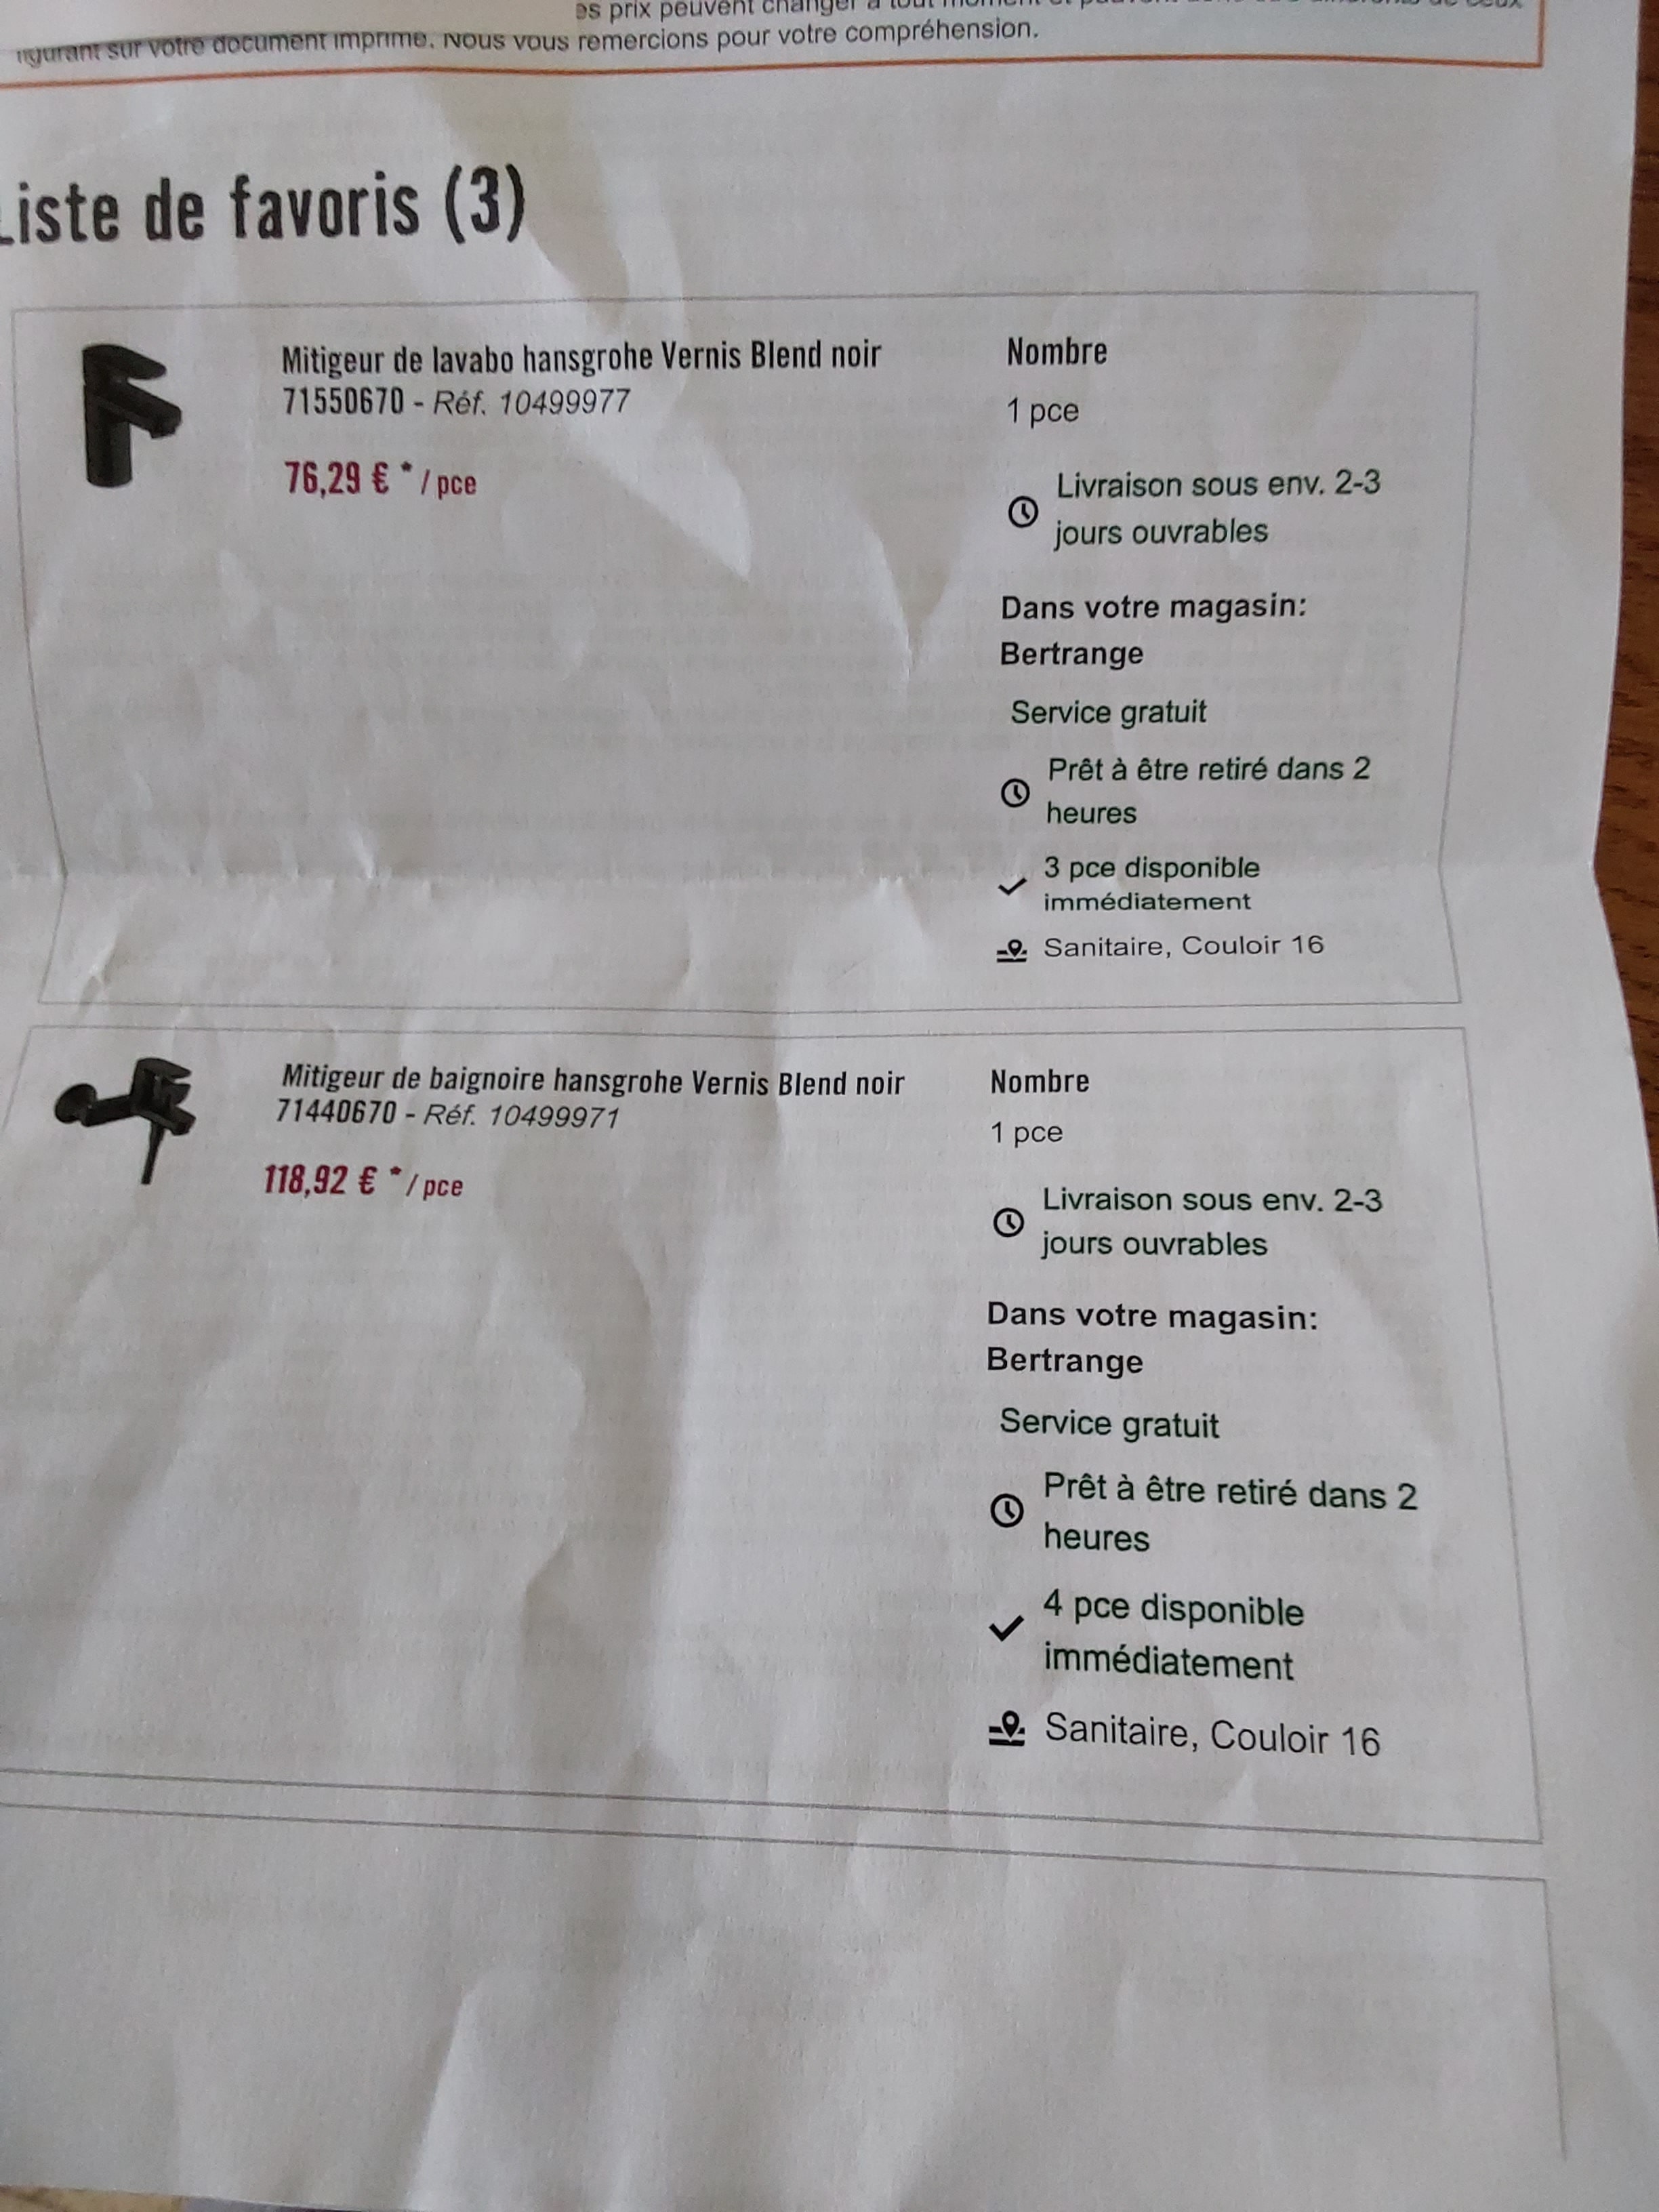 es prix peuvent changer à tout moment et peuvent
figurant sur votre document imprimé. Nous vous remercions pour votre compréhension.
Liste de favoris (3)
Mitigeur de lavabo hansgrohe Vernis Blend noir
71550670 - Réf. 10499977
76,29 € * / pce
Nombre
1 pce
Livraison sous env. 2-3
jours ouvrables
Dans votre magasin:
Bertrange
Service gratuit
Prêt à être retiré dans 2
heures
3 pce disponible
immédiatement
Sanitaire, Couloir 16
Mitigeur de baignoire hansgrohe Vernis Blend noir
71440670 - Réf. 10499971
118,92 € * / pce
Nombre
1 pce
Livraison sous env. 2-3
jours ouvrables
Dans votre magasin:
Bertrange
Service gratuit
Prêt à être retiré dans 2
heures
4 pce disponible
immédiatement
Sanitaire, Couloir 16